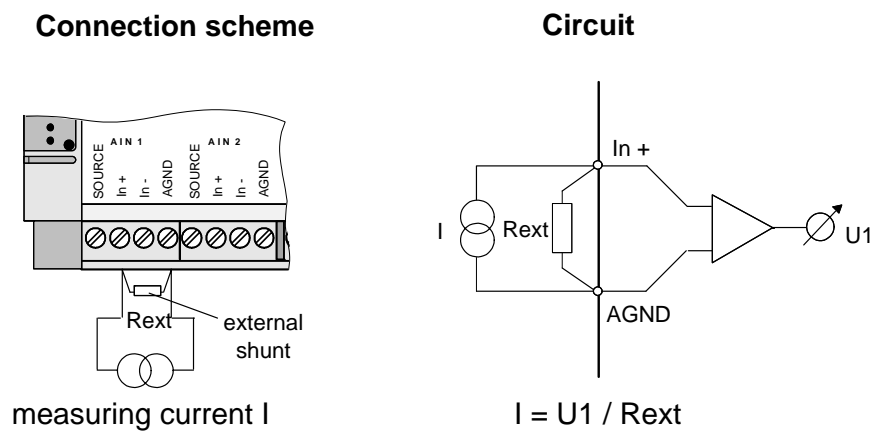 Connection scheme
Circuit
AIN 1
AIN 2
SOURCE
In +
In -
AGND
SOURCE
In +
In -
AGND
Rext
external
shunt
measuring current I
In +
I
Rext
U1
AGND
I = U1 / Rext